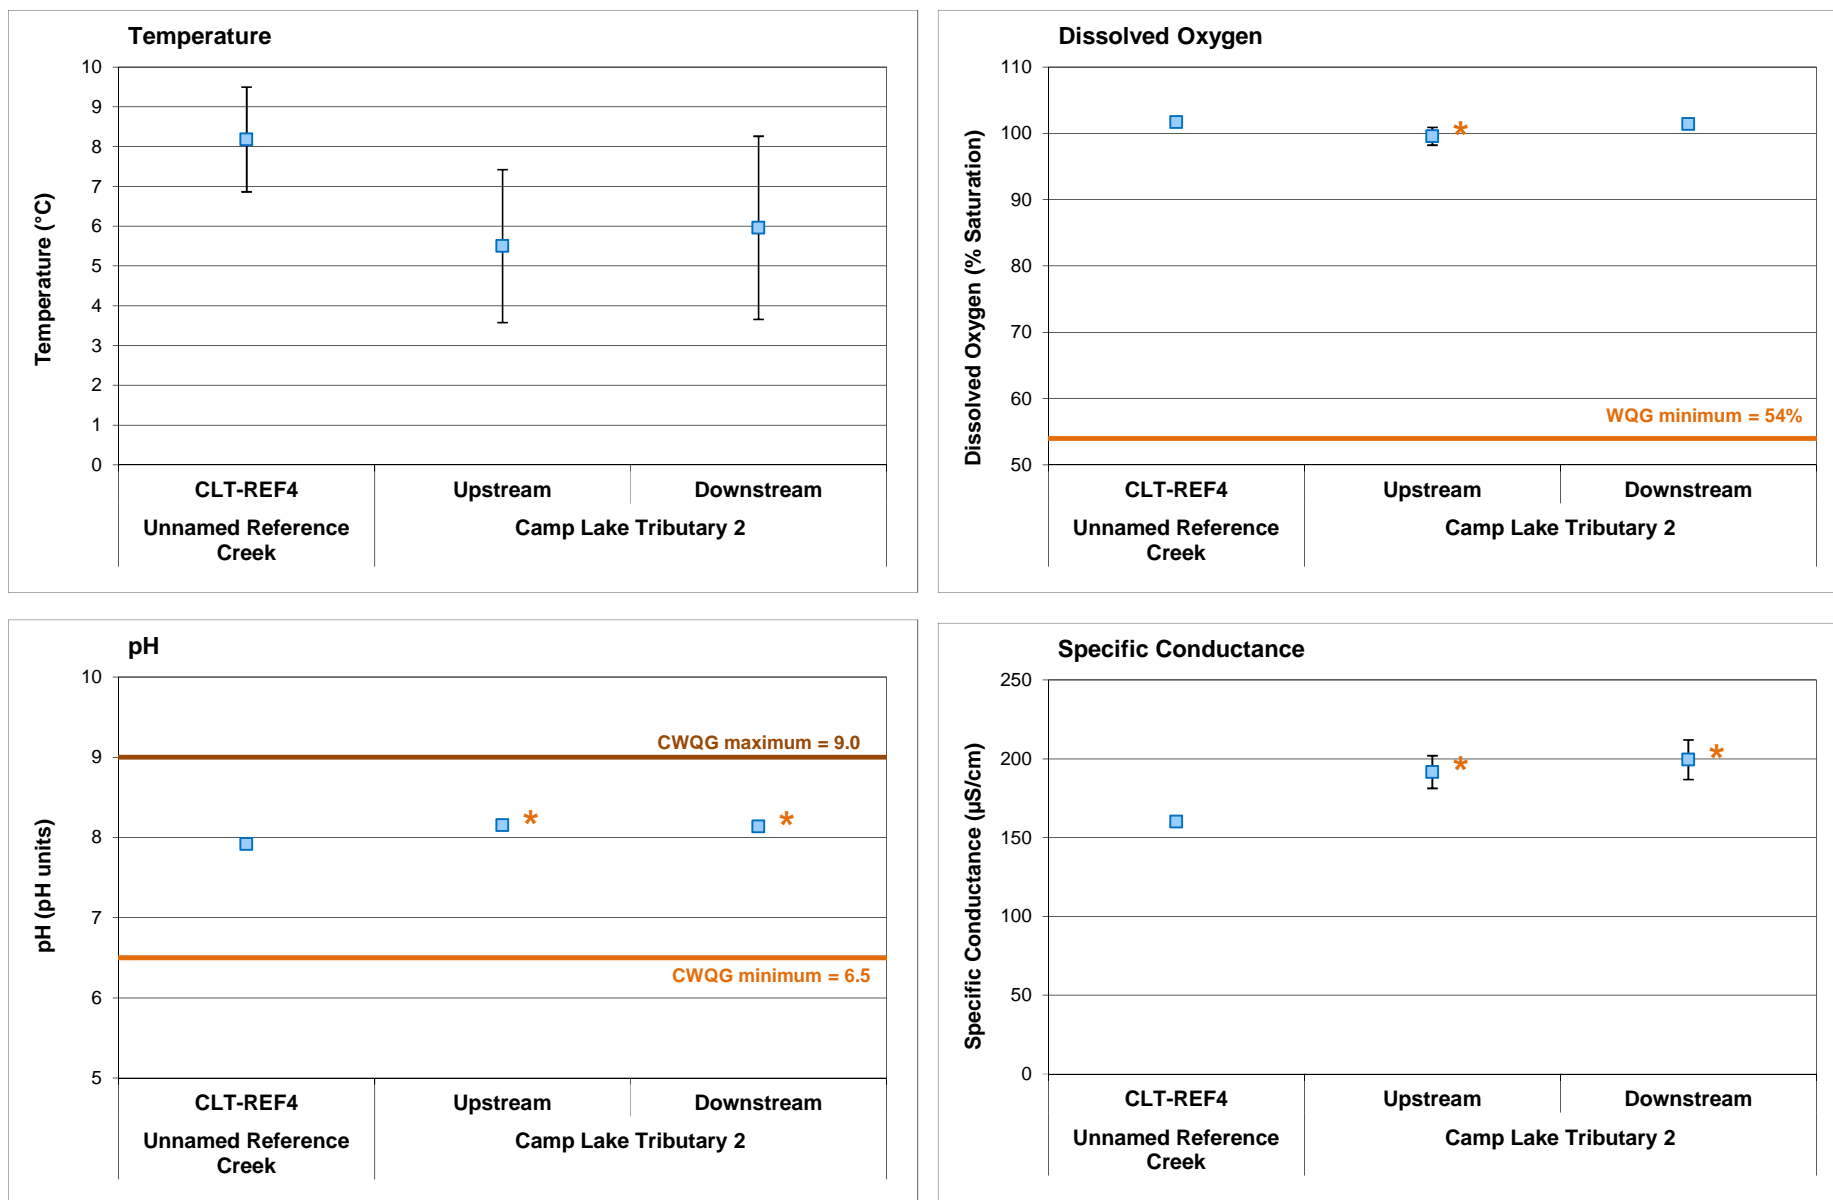 Temperature
Temperature (°C)
10
9
8
7
6
5
4
3
2
1
0
CLT-REF4
Upstream
Downstream
Unnamed Reference
Creek
Camp Lake Tributary 2
Dissolved Oxygen
Dissolved Oxygen (% Saturation)
110
100
90
80
70
60
50
*
WQG minimum = 54%
CLT-REF4
Upstream
Downstream
Unnamed Reference
Creek
Camp Lake Tributary 2
pH
pH (pH units)
10
9
8
7
6
5
CWQG maximum = 9.0
*
*
CWQG minimum = 6.5
CLT-REF4
Upstream
Downstream
Unnamed Reference
Creek
Camp Lake Tributary 2
Specific Conductance
Specific Conductance (µS/cm)
250
200
150
100
50
0
*
*
CLT-REF4
Upstream
Downstream
Unnamed Reference
Creek
Camp Lake Tributary 2